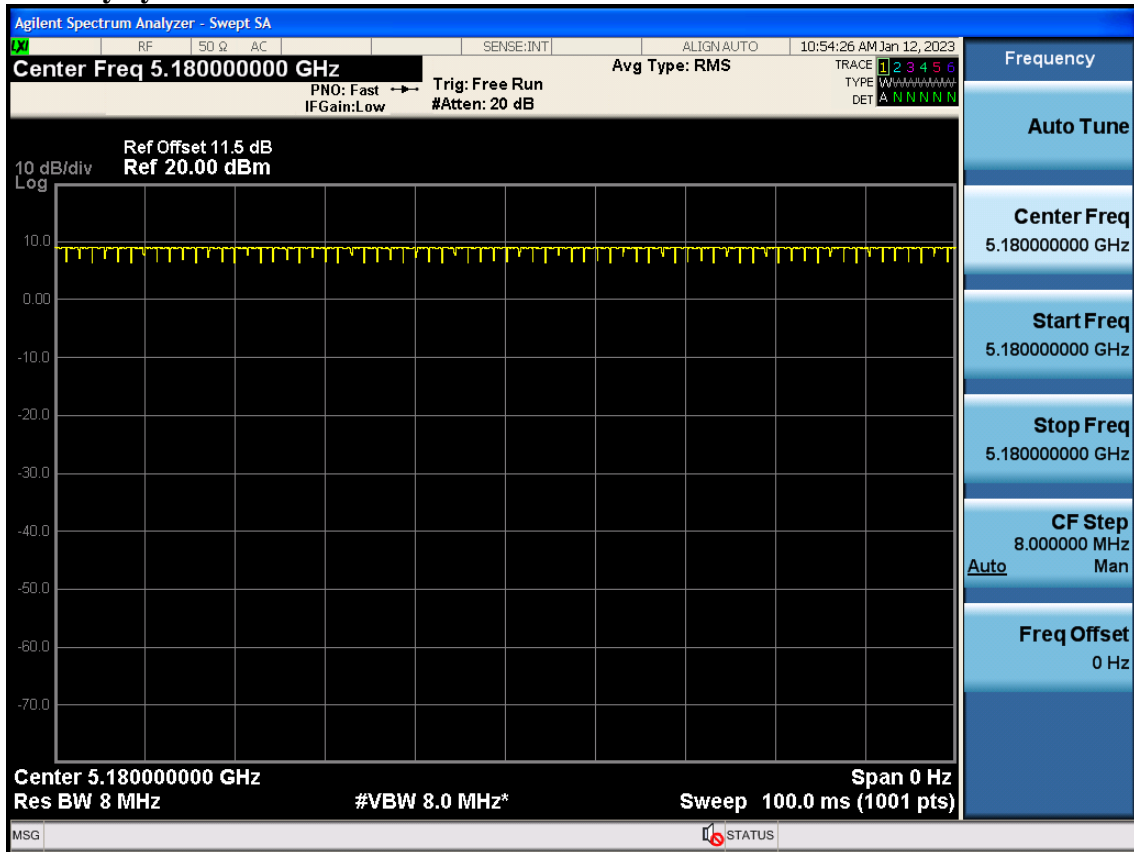 Agilent Spectrum Analyzer - Swept SA
LXI RF 50 Ω AC SENSE:INT ALIGN AUTO 10:54:26 AM Jan 12, 2023
Center Freq 5.180000000 GHz
PNO: Fast
IFGain:Low
Trig: Free Run
#Atten: 20 dB
Avg Type: RMS
TRACE 1 2 3 4 5 6
TYPE WWWWWW
DET A N N N N N
Ref Offset 11.5 dB
10 dB/div Ref 20.00 dBm
Log
10.0
0.00
-10.0
-20.0
-30.0
-40.0
-50.0
-60.0
-70.0
Center 5.180000000 GHz Span 0 Hz
Res BW 8 MHz #VBW 8.0 MHz* Sweep 100.0 ms (1001 pts)
MSG STATUS
Frequency
Auto Tune
Center Freq
5.180000000 GHz
Start Freq
5.180000000 GHz
Stop Freq
5.180000000 GHz
CF Step
8.000000 MHz
Auto Man
Freq Offset
0 Hz